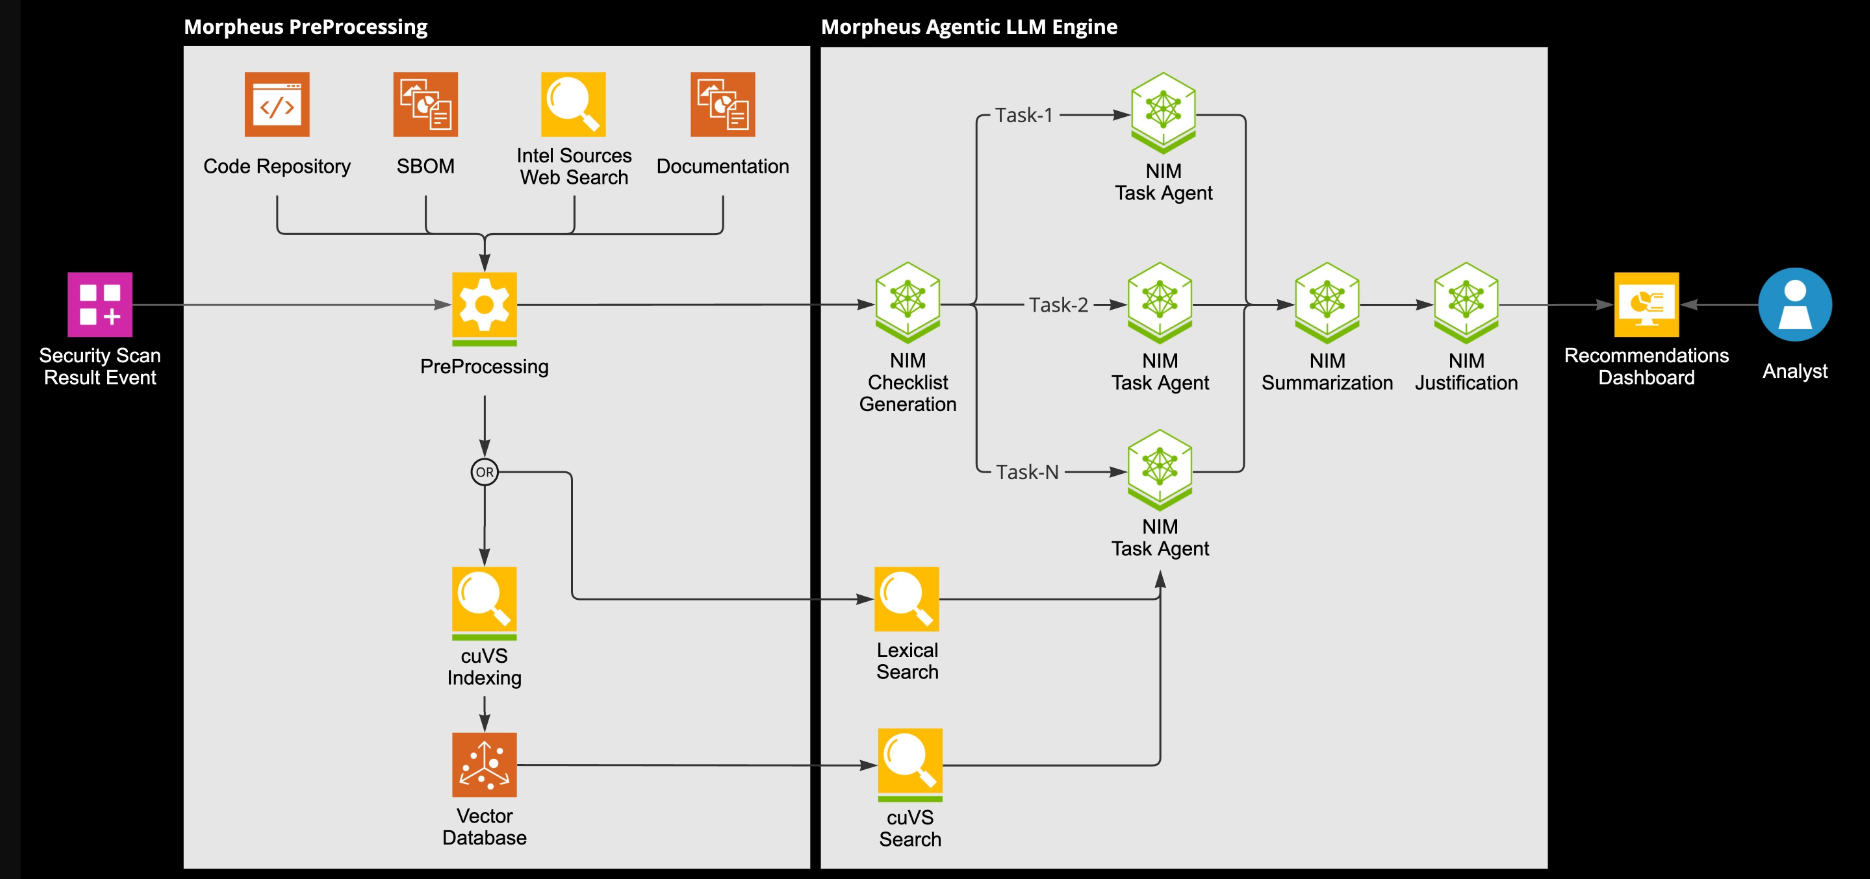 Morpheus PreProcessing
Morpheus Agentic LLM Engine
Code Repository
SBOM
Intel Sources
Web Search
Documentation
Task-1
NIM
Task Agent
Security Scan
Result Event
PreProcessing
NIM
Checklist
Generation
Task-2
NIM
Task Agent
NIM
Summarization
NIM
Justification
Recommendations
Dashboard
Analyst
OR
Task-N
NIM
Task Agent
cuVS
Indexing
Lexical
Search
Vector
Database
cuVS
Search